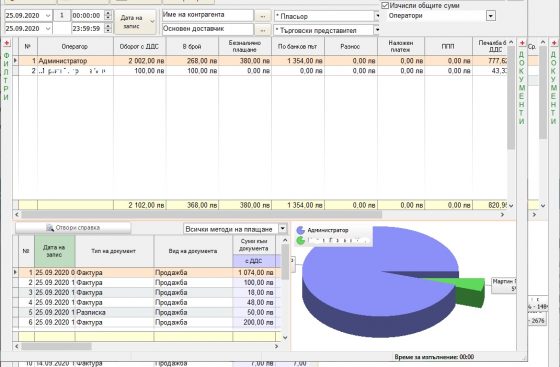 Изчисли общите суми
25.09.2020 1 00:00:00 Дата на запис Име на контрагента ... * Пласьор Оператори
25.09.2020 23:59:59 Основен доставчик ... * Търговски представител
№ Оператор Оборот с ДДС В брой Безналично плащане По банков път Разнос Наложен платеж ППП Печалба б ДДС Ср.
1 Администратор 2 002,00 лв 268,00 лв 380,00 лв 1 354,00 лв 0,00 лв 0,00 лв 0,00 лв 777,62
2 100,00 лв 100,00 лв 0,00 лв 0,00 лв 0,00 лв 0,00 лв 0,00 лв 43,33
2 102,00 лв 368,00 лв 380,00 лв 1 354,00 лв 0,00 лв 0,00 лв 0,00 лв 820,95
ФИЛТРИ
ДОКУМЕНТИ
ДОКУМЕНТИ
Отвори справка Всички методи на плащане
№ Дата на запис Тип на документ Вид на документа Суми към документа
с ДДС
1 25.09.2020 0 Фактура Продажба 1 074,00 лв
2 25.09.2020 1 Фактура Продажба 100,00 лв
3 25.09.2020 1 Фактура Продажба 18,00 лв
4 25.09.2020 1 Фактура Продажба 48,00 лв
5 25.09.2020 1 Разписка Продажба 50,00 лв
6 25.09.2020 1 Фактура Продажба 200,00 лв
Администратор
Мартин
Време за изпълнение: 00:00
10 14.09.2020 1 Фактура Продажба 7,00 7,00
- 2676